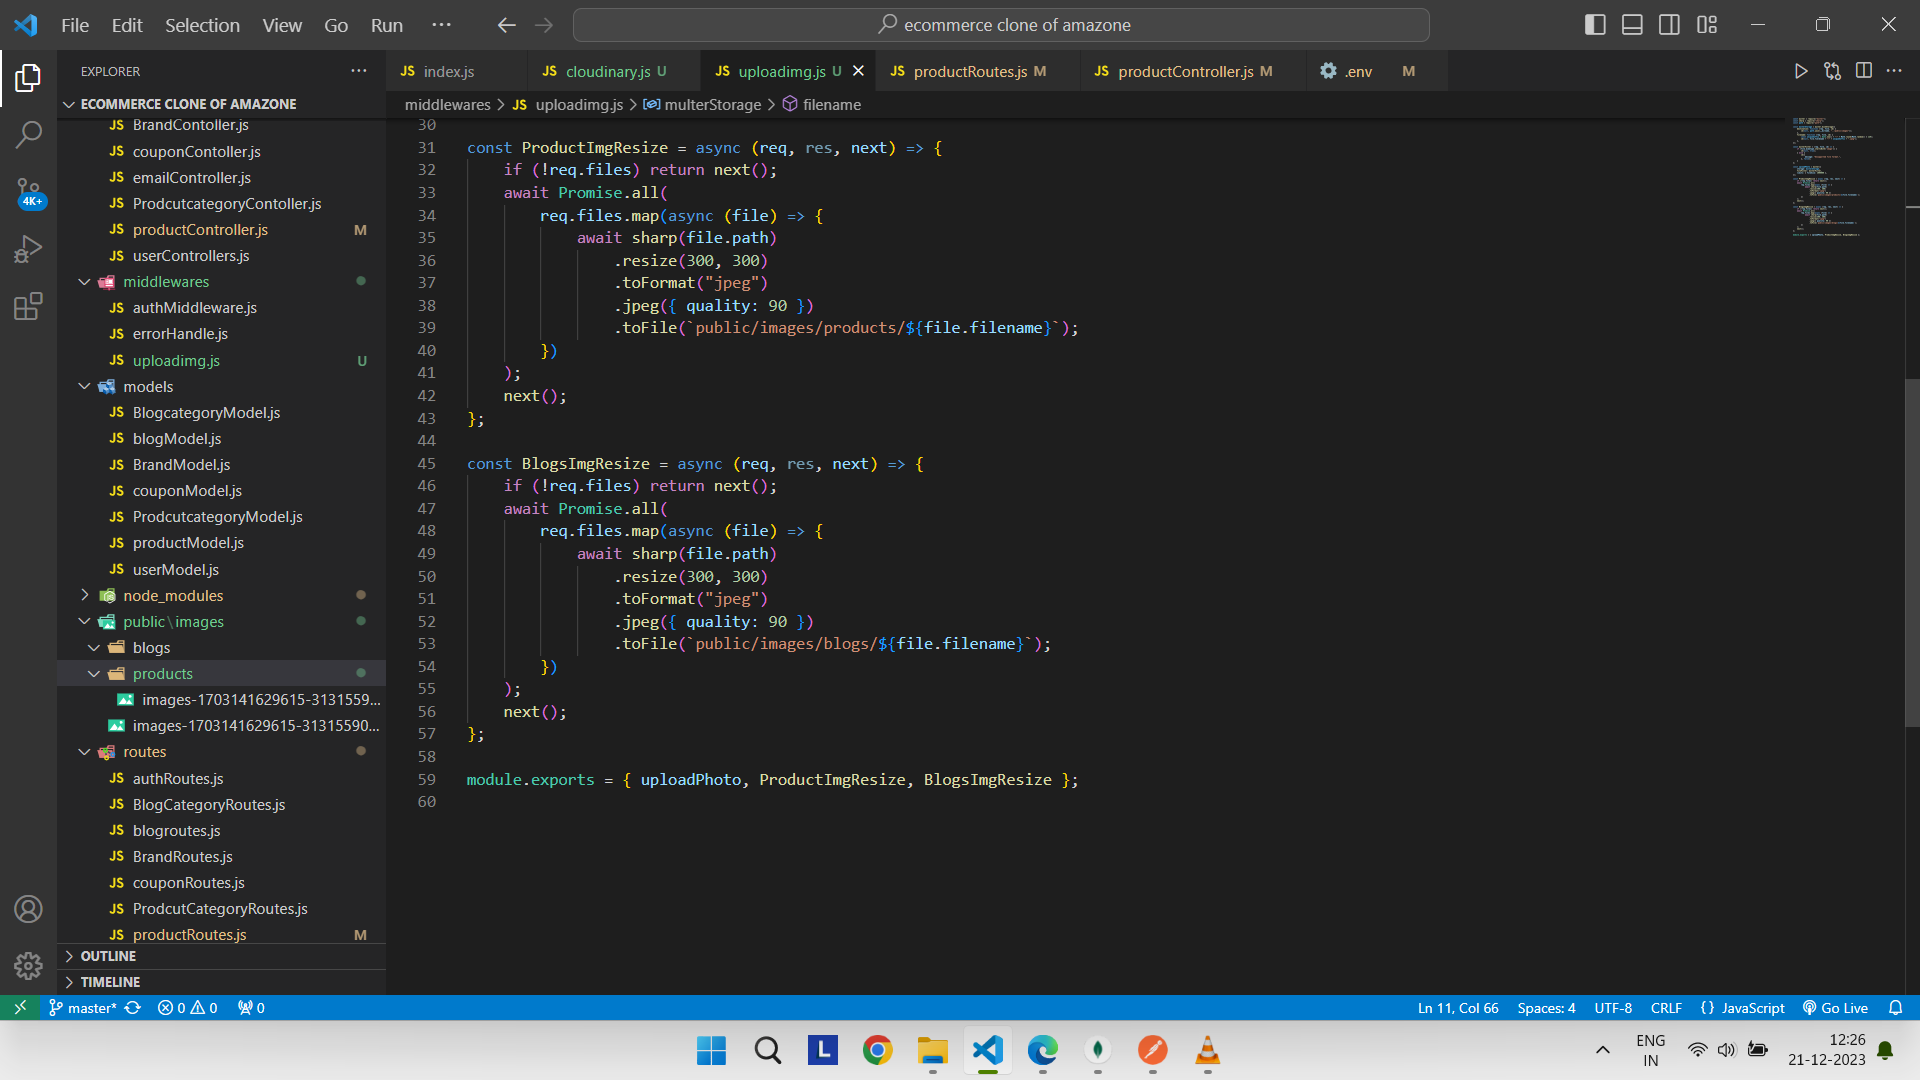 File Edit Selection View Go Run ···
ecommerce clone of amazone
EXPLORER ···
ECOMMERCE CLONE OF AMAZONE
JS BrandContoller.js
JS couponContoller.js
JS emailController.js
JS ProdcutcategoryContoller.js
JS productController.js M
JS userControllers.js
middlewares
JS authMiddleware.js
JS errorHandle.js
JS uploadimg.js U
models
JS BlogcategoryModel.js
JS blogModel.js
JS BrandModel.js
JS couponModel.js
JS ProdcutcategoryModel.js
JS productModel.js
JS userModel.js
node_modules
public\images
blogs
products
images-1703141629615-3131559...
images-1703141629615-31315590...
routes
JS authRoutes.js
JS BlogCategoryRoutes.js
JS blogroutes.js
JS BrandRoutes.js
JS couponRoutes.js
JS ProdcutCategoryRoutes.js
JS productRoutes.js M
OUTLINE
TIMELINE
4K+
JS index.js JS cloudinary.js U JS uploadimg.js U JS productRoutes.js M JS productController.js M .env M
middlewares > JS uploadimg.js > multerStorage > filename
30
31 const ProductImgResize = async (req, res, next) => {
32 if (!req.files) return next();
33 await Promise.all(
34 req.files.map(async (file) => {
35 await sharp(file.path)
36 .resize(300, 300)
37 .toFormat("jpeg")
38 .jpeg({ quality: 90 })
39 .toFile(`public/images/products/${file.filename}`);
40 })
41 );
42 next();
43 };
44
45 const BlogsImgResize = async (req, res, next) => {
46 if (!req.files) return next();
47 await Promise.all(
48 req.files.map(async (file) => {
49 await sharp(file.path)
50 .resize(300, 300)
51 .toFormat("jpeg")
52 .jpeg({ quality: 90 })
53 .toFile(`public/images/blogs/${file.filename}`);
54 })
55 );
56 next();
57 };
58
59 module.exports = { uploadPhoto, ProductImgResize, BlogsImgResize };
60
master* 0 0 0 Ln 11, Col 66 Spaces: 4 UTF-8 CRLF {} JavaScript Go Live
L
ENG
IN
12:26
21-12-2023